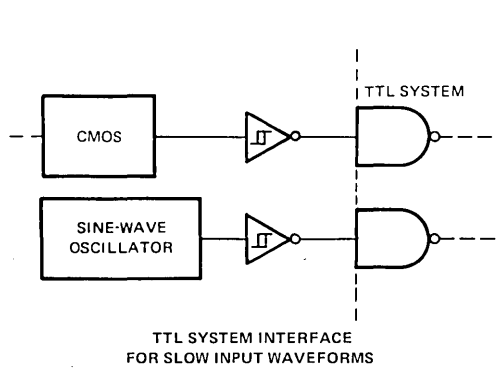 TTL SYSTEM
CMOS
SINE-WAVE
OSCILLATOR
TTL SYSTEM INTERFACE
FOR SLOW INPUT WAVEFORMS